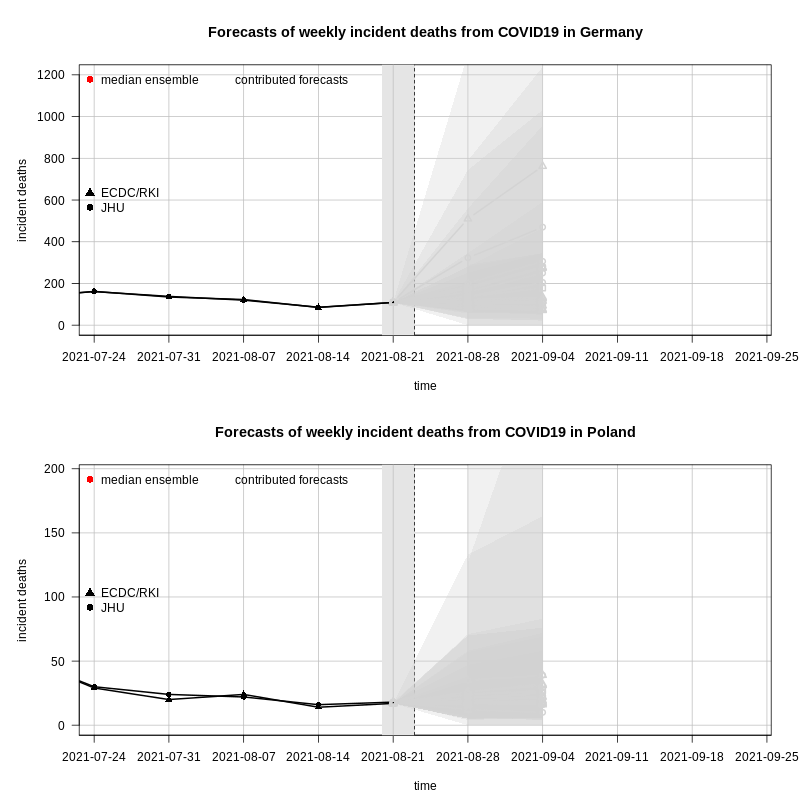 Forecasts of weekly incident deaths from COVID19 in Germany
1200
1000
800
600
400
200
0
incident deaths
median ensemble contributed forecasts
ECDC/RKI
JHU
2021-07-24 2021-07-31 2021-08-07 2021-08-14 2021-08-21 2021-08-28 2021-09-04 2021-09-11 2021-09-18 2021-09-25
time
Forecasts of weekly incident deaths from COVID19 in Poland
200
150
100
50
0
incident deaths
median ensemble contributed forecasts
ECDC/RKI
JHU
2021-07-24 2021-07-31 2021-08-07 2021-08-14 2021-08-21 2021-08-28 2021-09-04 2021-09-11 2021-09-18 2021-09-25
time